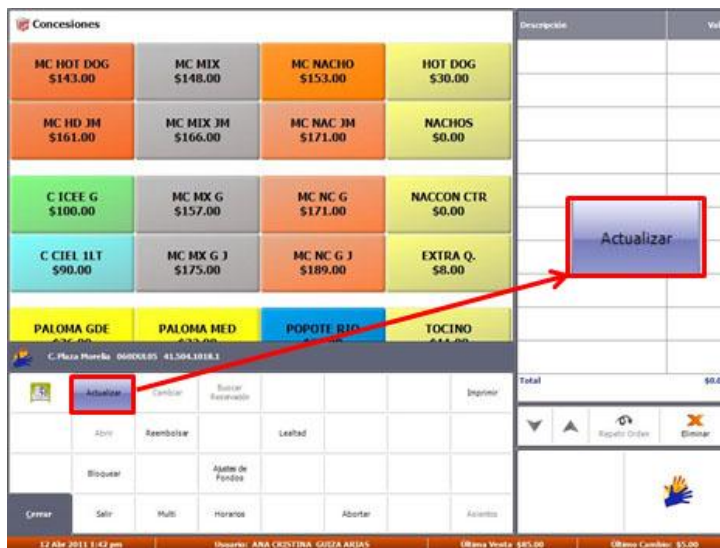 Concesiones
Descripción
MC HOT DOG
$143.00
MC MIX
$148.00
MC NACHO
$153.00
HOT DOG
$30.00
MC HD JM
$161.00
MC MIX JM
$166.00
MC NAC JM
$171.00
NACHOS
$0.00
C ICEE G
$100.00
MC MX G
$157.00
MC NC G
$171.00
NACCON CTR
$0.00
C CIEL 1LT
$90.00
MC MX G J
$175.00
MC NC G J
$189.00
EXTRA Q.
$8.00
Actualizar
PALOMA GDE
PALOMA MED
POPOTE RJO
TOCINO
C. Plaza Morelia
Total
Actualizar
Cambiar
Buscar
Reservación
Imprimir
Abrir
Reembolsar
Lealtad
Repetir Orden
Eliminar
Bloquear
Ajustes de
Fondos
Cerrar
Salir
Multi
Horarios
Abortar
Asientos
12 Abr 2011 1:42 pm
Usuario: ANA CRISTINA GUIZA ARIAS
Última Venta $85.00
Último Cambio: $5.00